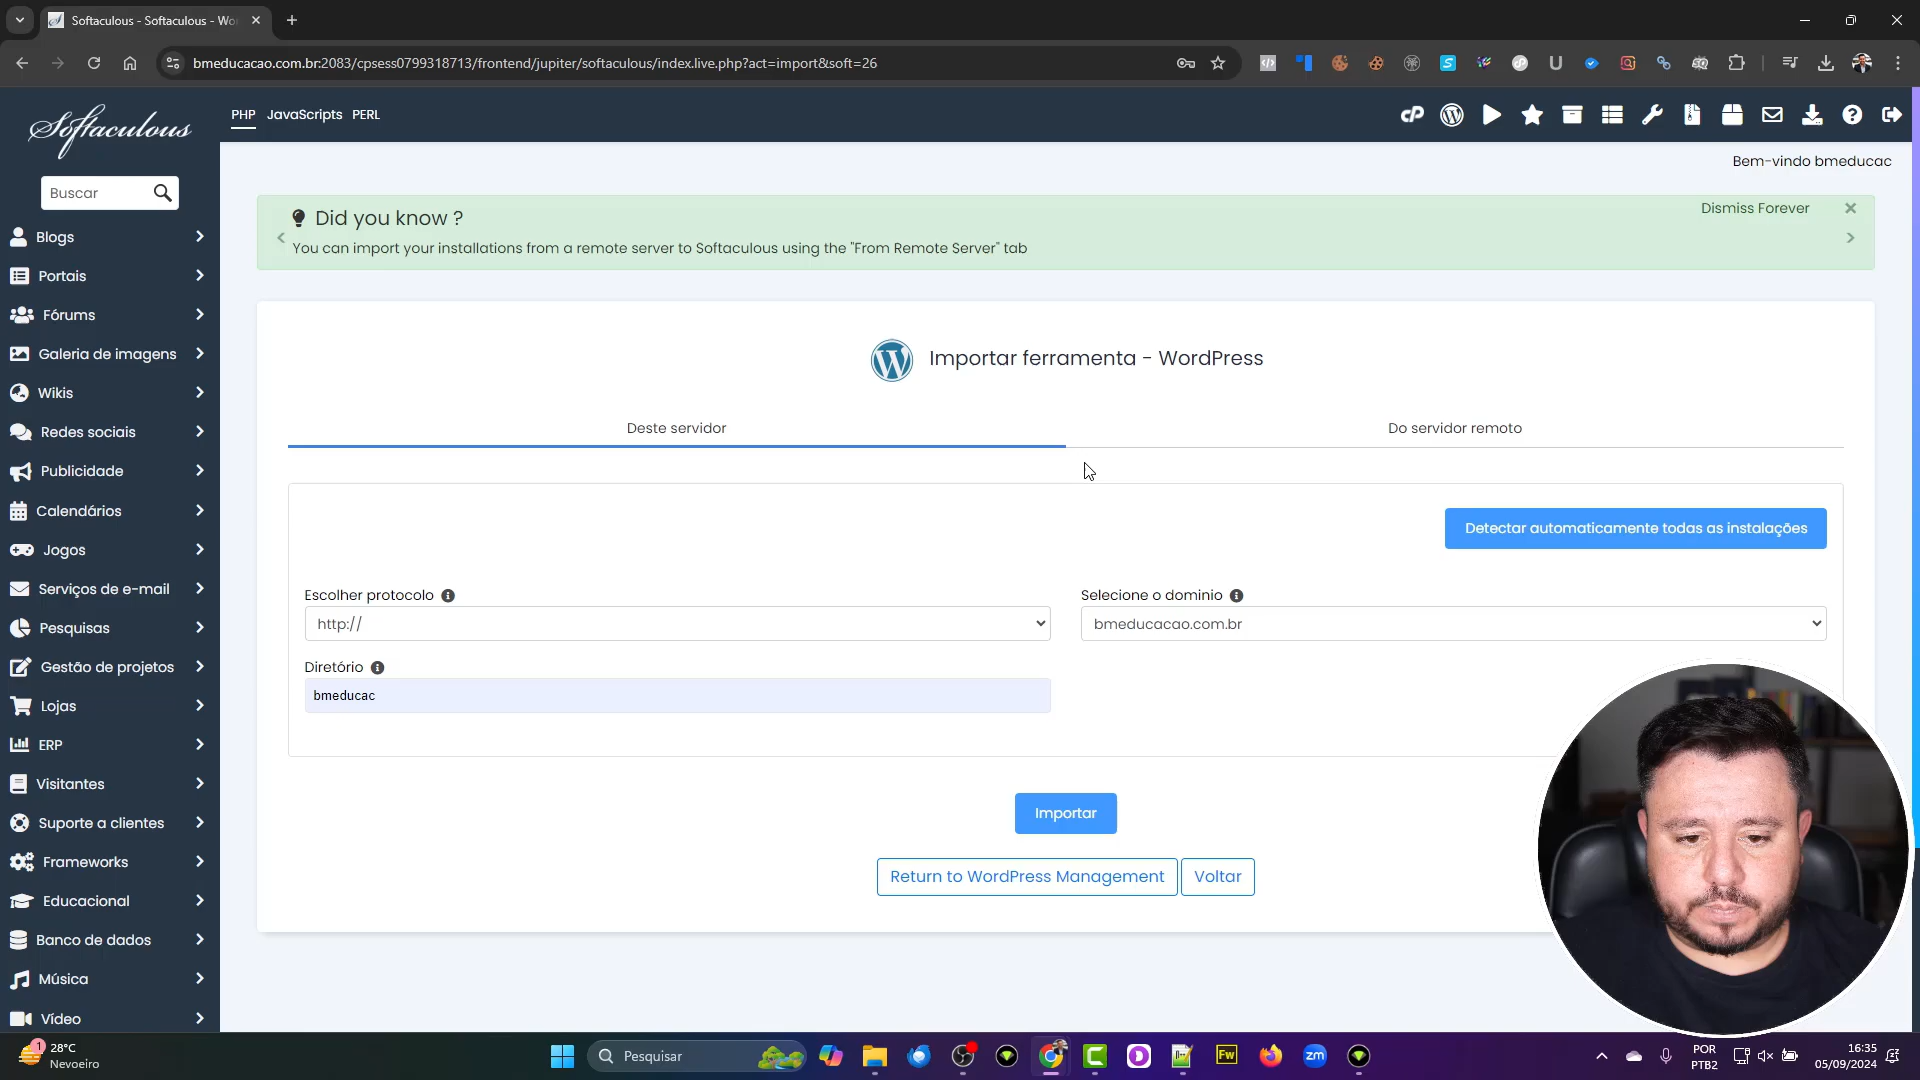 Softaculous - Softaculous - Wo
bmeducacao.com.br:2083/cpsess0799318713/frontend/jupiter/softaculous/index.live.php?act=import&soft=26
Softaculous
PHP JavaScripts PERL
Bem-vindo bmeducac
Buscar
Blogs
Portais
Fórums
Galeria de imagens
Wikis
Redes sociais
Publicidade
Calendários
Jogos
Serviços de e-mail
Pesquisas
Gestão de projetos
Lojas
ERP
Visitantes
Suporte a clientes
Frameworks
Educacional
Banco de dados
Música
Vídeo
Did you know ?
Dismiss Forever
You can import your installations from a remote server to Softaculous using the "From Remote Server" tab
Importar ferramenta - WordPress
Deste servidor
Do servidor remoto
Detectar automaticamente todas as instalações
Escolher protocolo
Selecione o dominio
http://
bmeducacao.com.br
Diretório
bmeducac
Importar
Return to WordPress Management
Voltar
1
28°C
Nevoeiro
Pesquisar
Fw
zm
POR
PTB2
16:35
05/09/2024